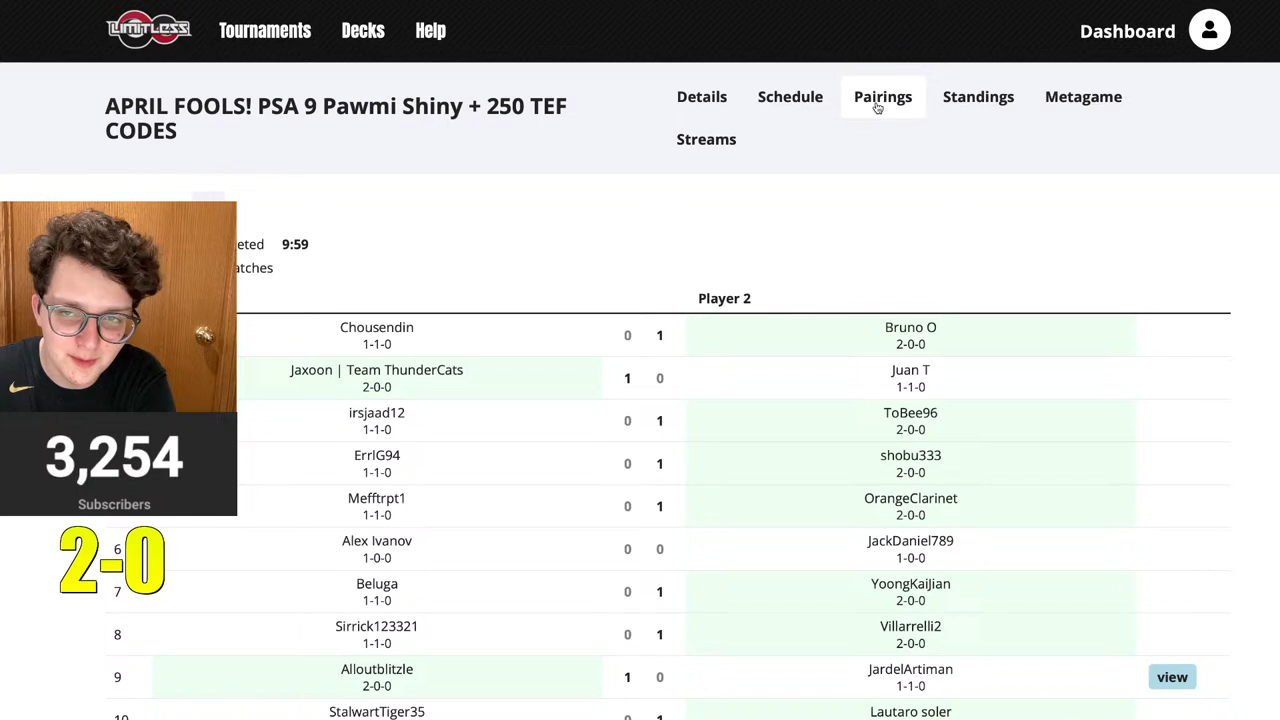 LIMITLESS Tournaments Decks Help Dashboard
APRIL FOOLS! PSA 9 Pawmi Shiny + 250 TEF
CODES
Details Schedule Pairings Standings Metagame
Streams
eted 9:59
atches
Player 2
Chousendin 0 1 Bruno O
1-1-0 2-0-0
Jaxoon | Team ThunderCats 1 0 Juan T
2-0-0 1-1-0
irsjaad12 0 1 ToBee96
1-1-0 2-0-0
ErrlG94 0 1 shobu333
1-1-0 2-0-0
Mefftrpt1 0 1 OrangeClarinet
1-1-0 2-0-0
6 Alex Ivanov 0 0 JackDaniel789
1-0-0 1-0-0
7 Beluga 0 1 YoongKaiJian
1-1-0 2-0-0
8 Sirrick123321 0 1 Villarrelli2
1-1-0 2-0-0
9 Alloutblitzle 1 0 JardelArtiman view
2-0-0 1-1-0
10 StalwartTiger35 0 1 Lautaro soler
3,254
Subscribers
2-0